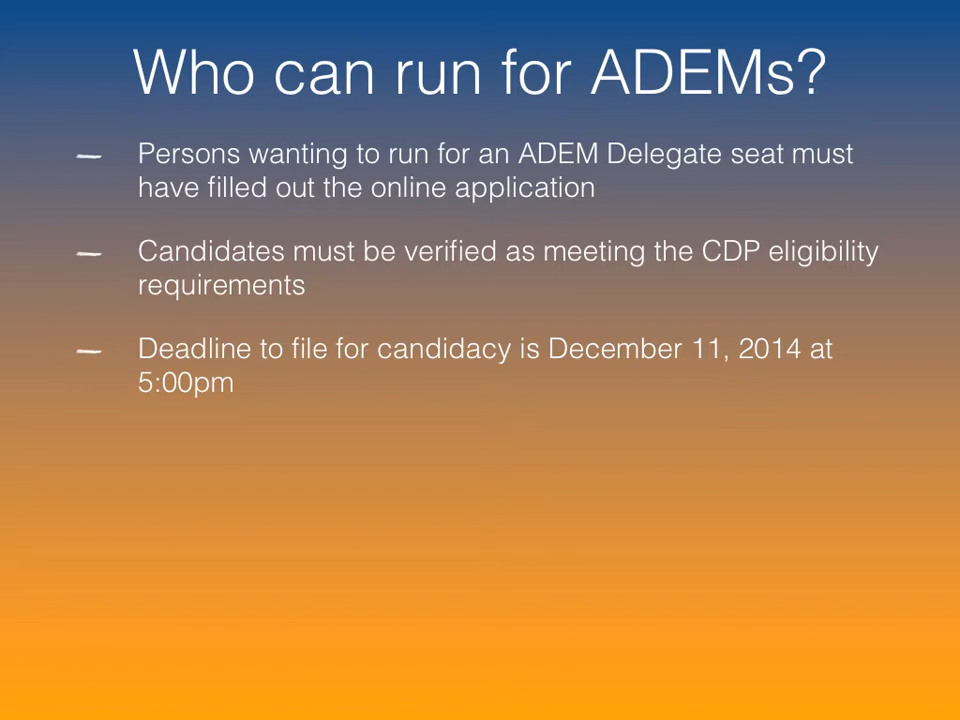 Who can run for ADEMs?
Persons wanting to run for an ADEM Delegate seat must
have filled out the online application
Candidates must be verified as meeting the CDP eligibility
requirements
Deadline to file for candidacy is December 11, 2014 at
5:00pm